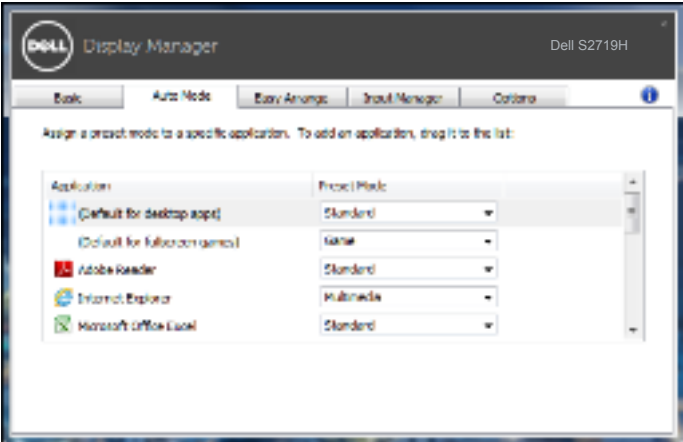 DELL Display Manager
Dell S2719H
Basic
Auto Mode
Easy Arrange
Input Manager
Options
Assign a preset mode to a specific application. To add an application, drag it to the list:
Application
Preset Mode
(Default for desktop apps)
Standard
(Default for fullscreen games)
Game
Adobe Reader
Standard
Internet Explorer
Multimedia
Microsoft Office Excel
Standard